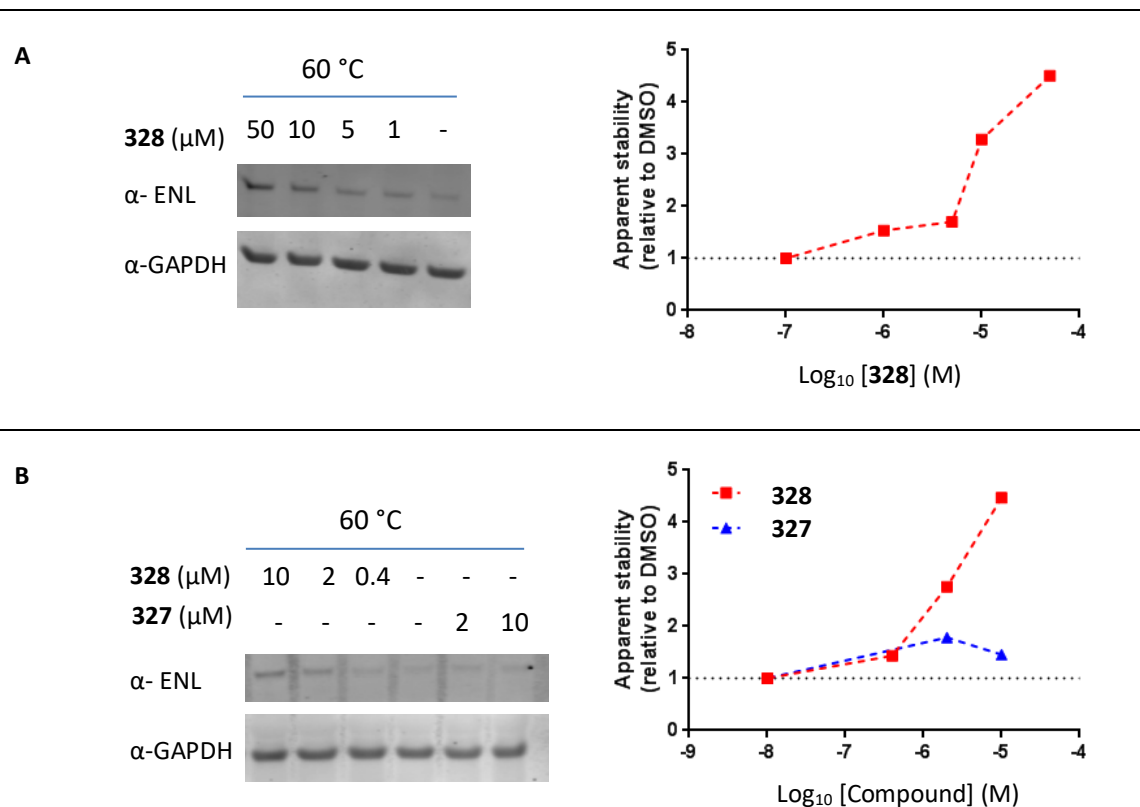 A
60 °C
328 (μM) 50 10 5 1 -
α- ENL
α-GAPDH
Apparent stability
(relative to DMSO)
5
4
3
2
1
0
-8 -7 -6 -5 -4
Log₁₀ [328] (M)
B
60 °C
328 (μM) 10 2 0.4 - - -
327 (μM) - - - - 2 10
α- ENL
α-GAPDH
Apparent stability
(relative to DMSO)
5
4
3
2
1
0
328
327
-9 -8 -7 -6 -5 -4
Log₁₀ [Compound] (M)